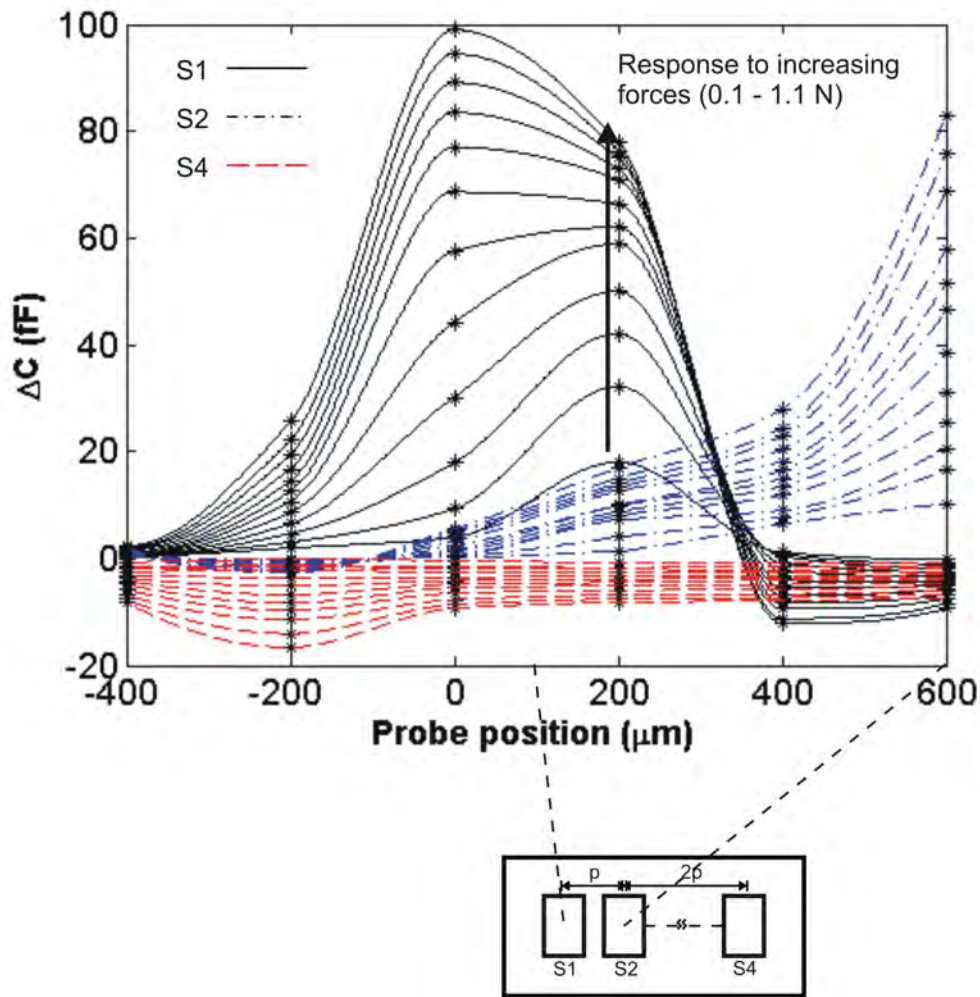 100
80
60
40
20
0
-20
ΔC (fF)
S1
S2
S4
Response to increasing
forces (0.1 - 1.1 N)
-400
-200
0
200
400
600
Probe position (μm)
p
2p
S1
S2
S4